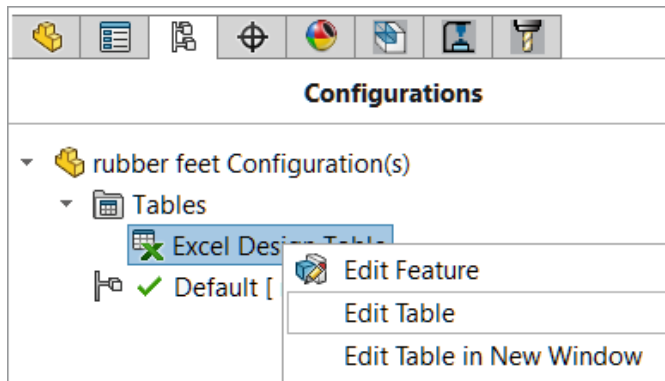 Configurations
rubber feet Configuration(s)
Tables
Excel Design Table
Edit Feature
Default [
Edit Table
Edit Table in New Window